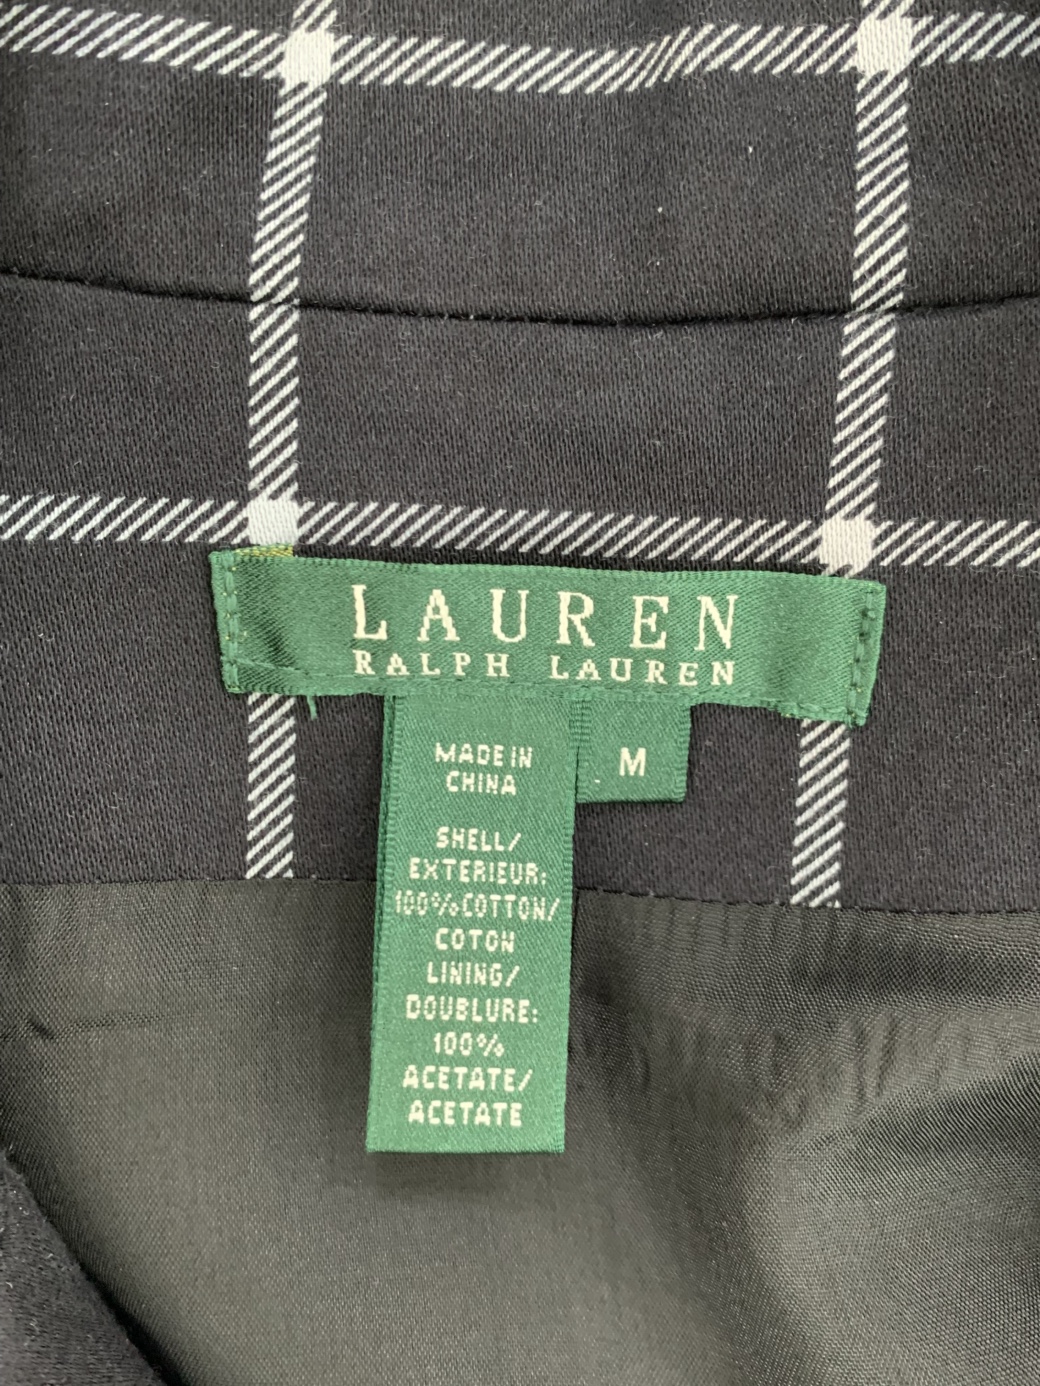 LAUREN
RALPH LAUREN
MADE IN
CHINA
M
SHELL/
EXTERIEUR:
100%COTTON/
COTON
LINING/
DOUBLURE:
100%
ACETATE/
ACETATE